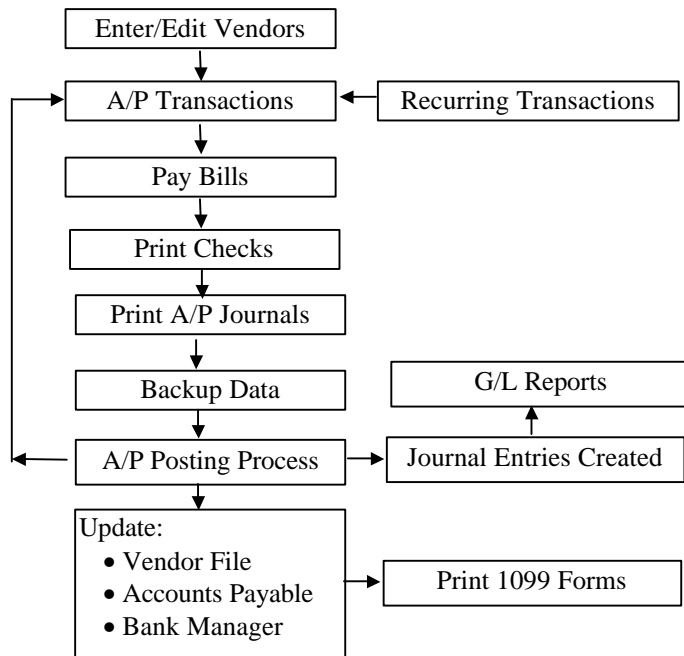 Enter/Edit Vendors
A/P Transactions
Recurring Transactions
Pay Bills
Print Checks
Print A/P Journals
Backup Data
G/L Reports
A/P Posting Process
Journal Entries Created
Update:
• Vendor File
• Accounts Payable
• Bank Manager
Print 1099 Forms